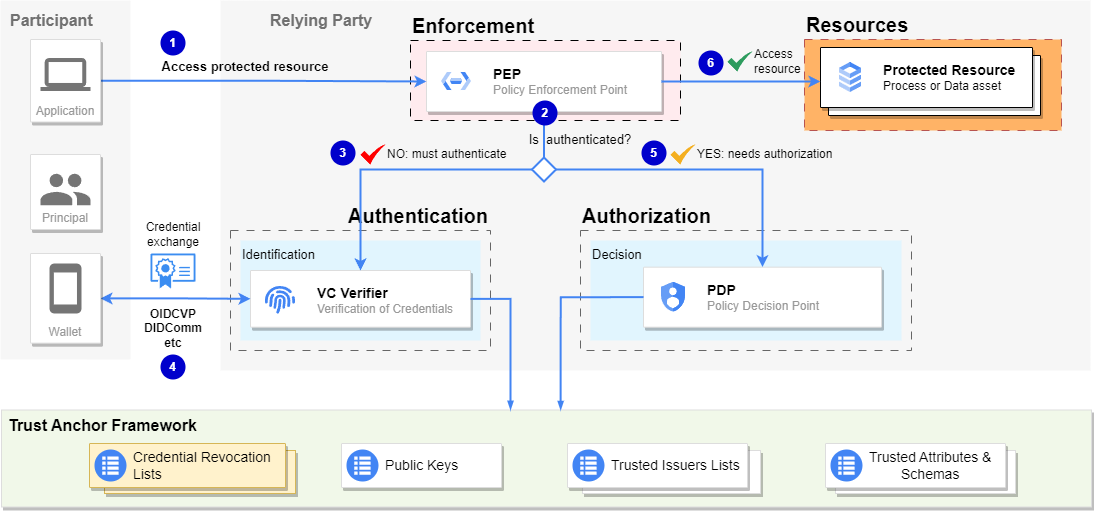 Participant
Relying Party
Enforcement
Resources
1
Access protected resource
Application
PEP
Policy Enforcement Point
6
Access
resource
Protected Resource
Process or Data asset
2
Is authenticated?
3
NO: must authenticate
5
YES: needs authorization
Principal
Authentication
Authorization
Credential
exchange
Identification
Decision
VC Verifier
Verification of Credentials
PDP
Policy Decision Point
Wallet
OIDCVP
DIDComm
etc
4
Trust Anchor Framework
Credential Revocation
Lists
Public Keys
Trusted Issuers Lists
Trusted Attributes &
Schemas